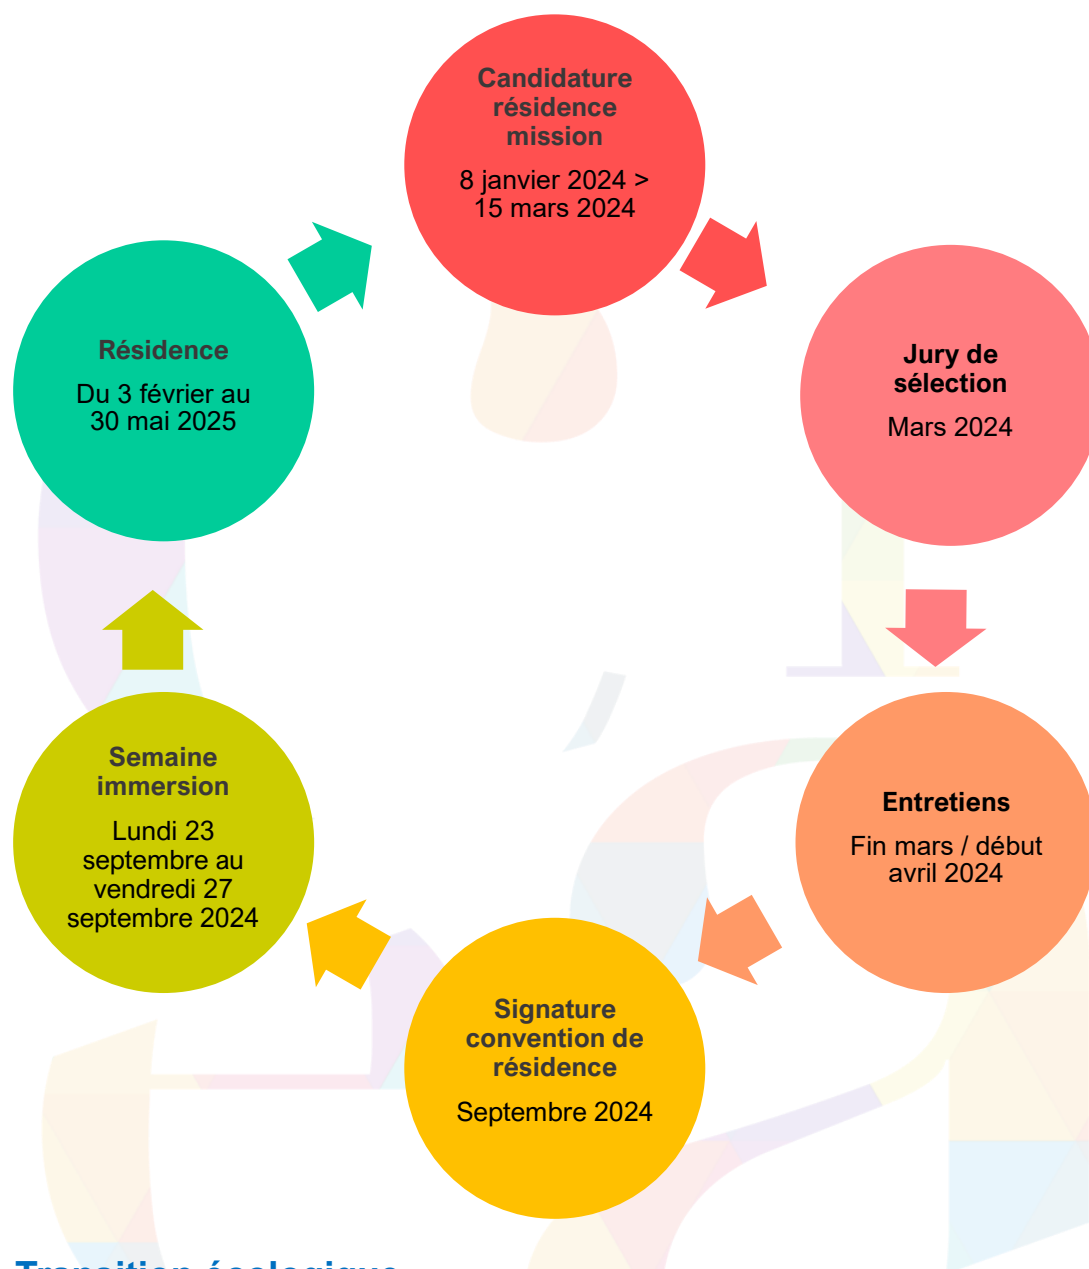 Candidature
résidence
mission
8 janvier 2024 >
15 mars 2024
Jury de
sélection
Mars 2024
Entretiens
Fin mars / début
avril 2024
Signature
convention de
résidence
Septembre 2024
Semaine
immersion
Lundi 23
septembre au
vendredi 27
septembre 2024
Résidence
Du 3 février au
30 mai 2025
Transition écologique